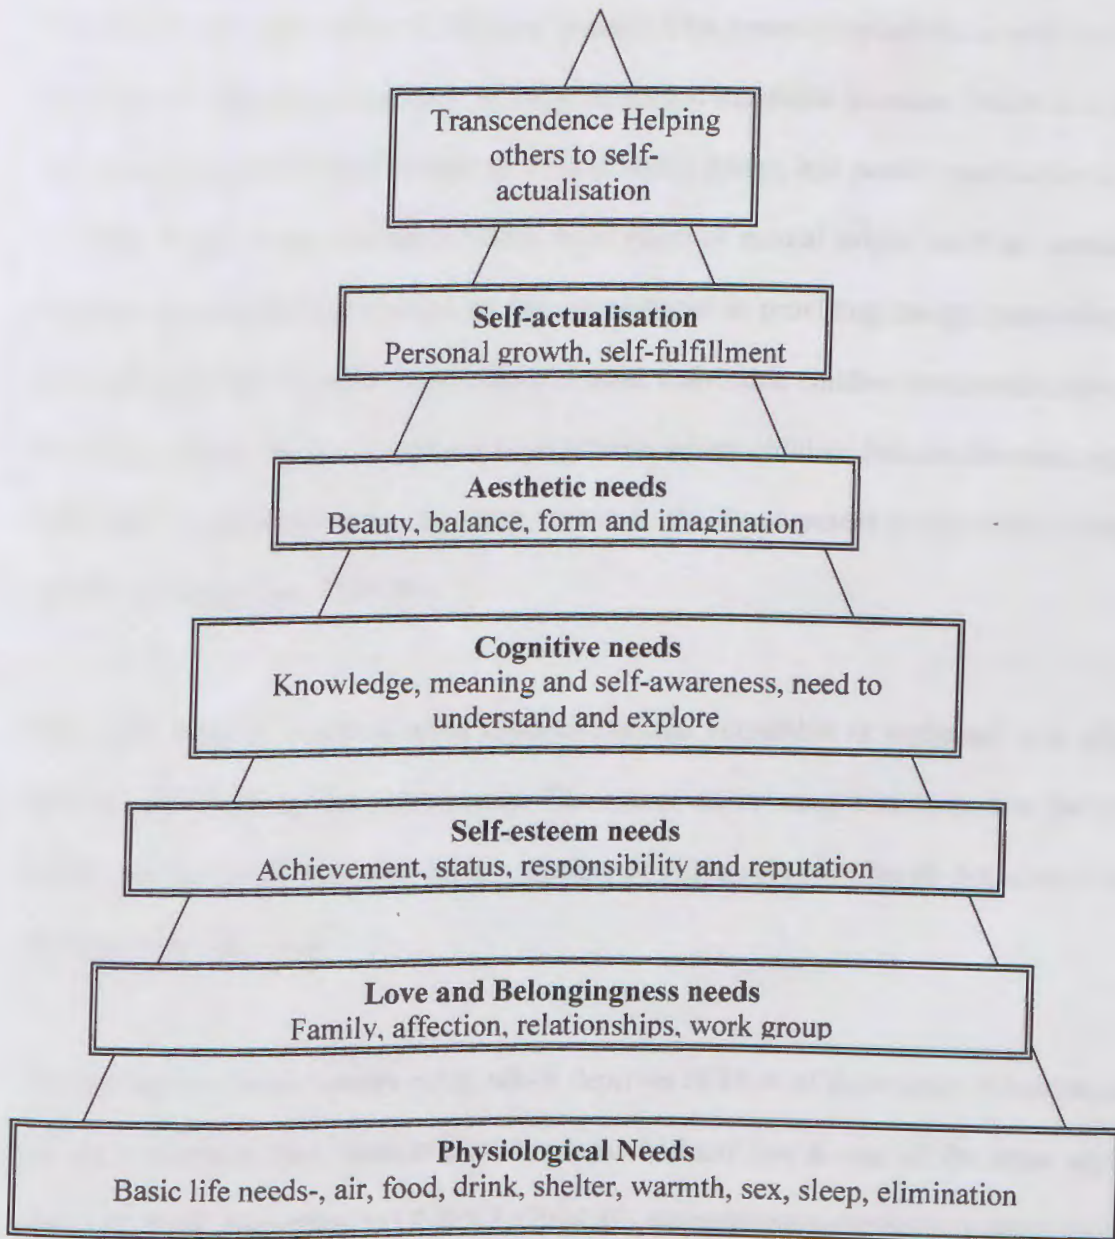 Transcendence Helping
others to self-
actualisation
Self-actualisation
Personal growth, self-fulfillment
Aesthetic needs
Beauty, balance, form and imagination
Cognitive needs
Knowledge, meaning and self-awareness, need to
understand and explore
Self-esteem needs
Achievement, status, responsibility and reputation
Love and Belongingness needs
Family, affection, relationships, work group
Physiological Needs
Basic life needs-, air, food, drink, shelter, warmth, sex, sleep, elimination